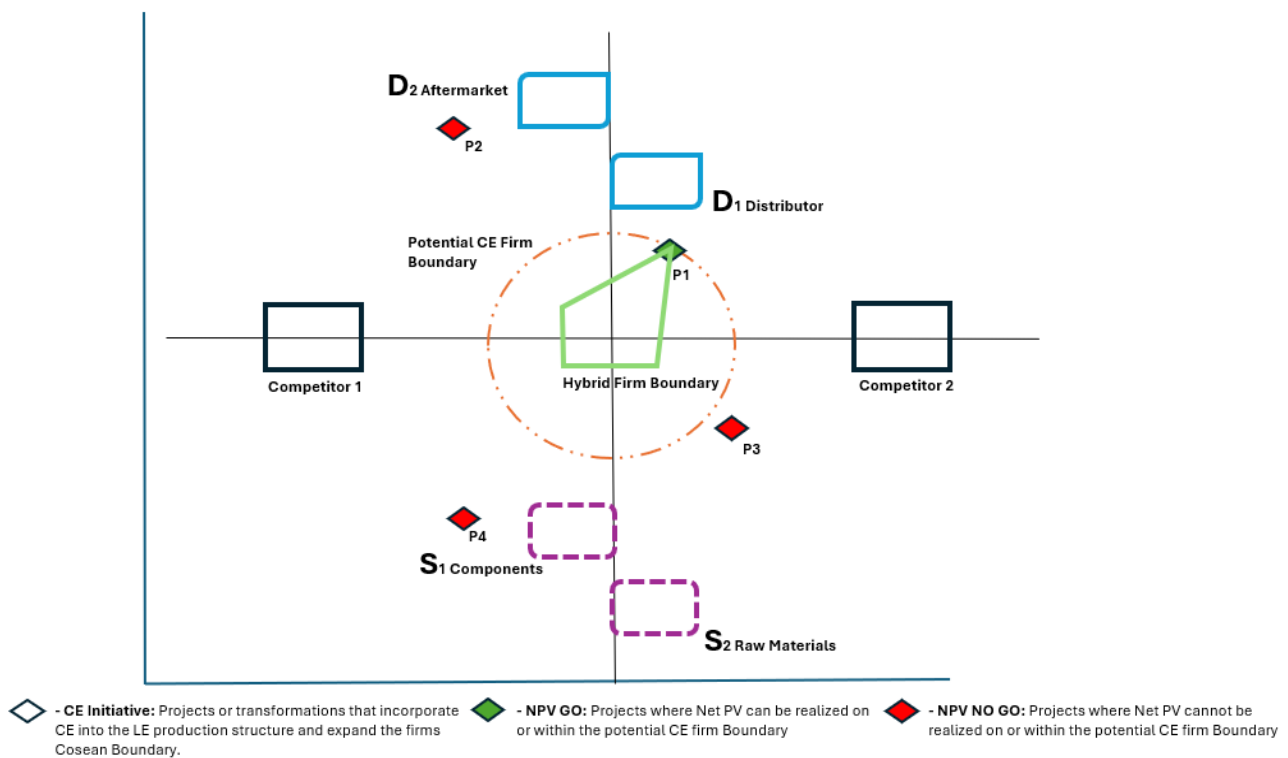 D2 Aftermarket
P2
D1 Distributor
Potential CE Firm
Boundary
P1
Competitor 1
Hybrid Firm Boundary
Competitor 2
P3
P4
S1 Components
S2 Raw Materials
- CE Initiative: Projects or transformations that incorporate
CE into the LE production structure and expand the firms
Cosean Boundary.
- NPV GO: Projects where Net PV can be realized on
or within the potential CE firm Boundary
- NPV NO GO: Projects where Net PV cannot be
realized on or within the potential CE firm Boundary